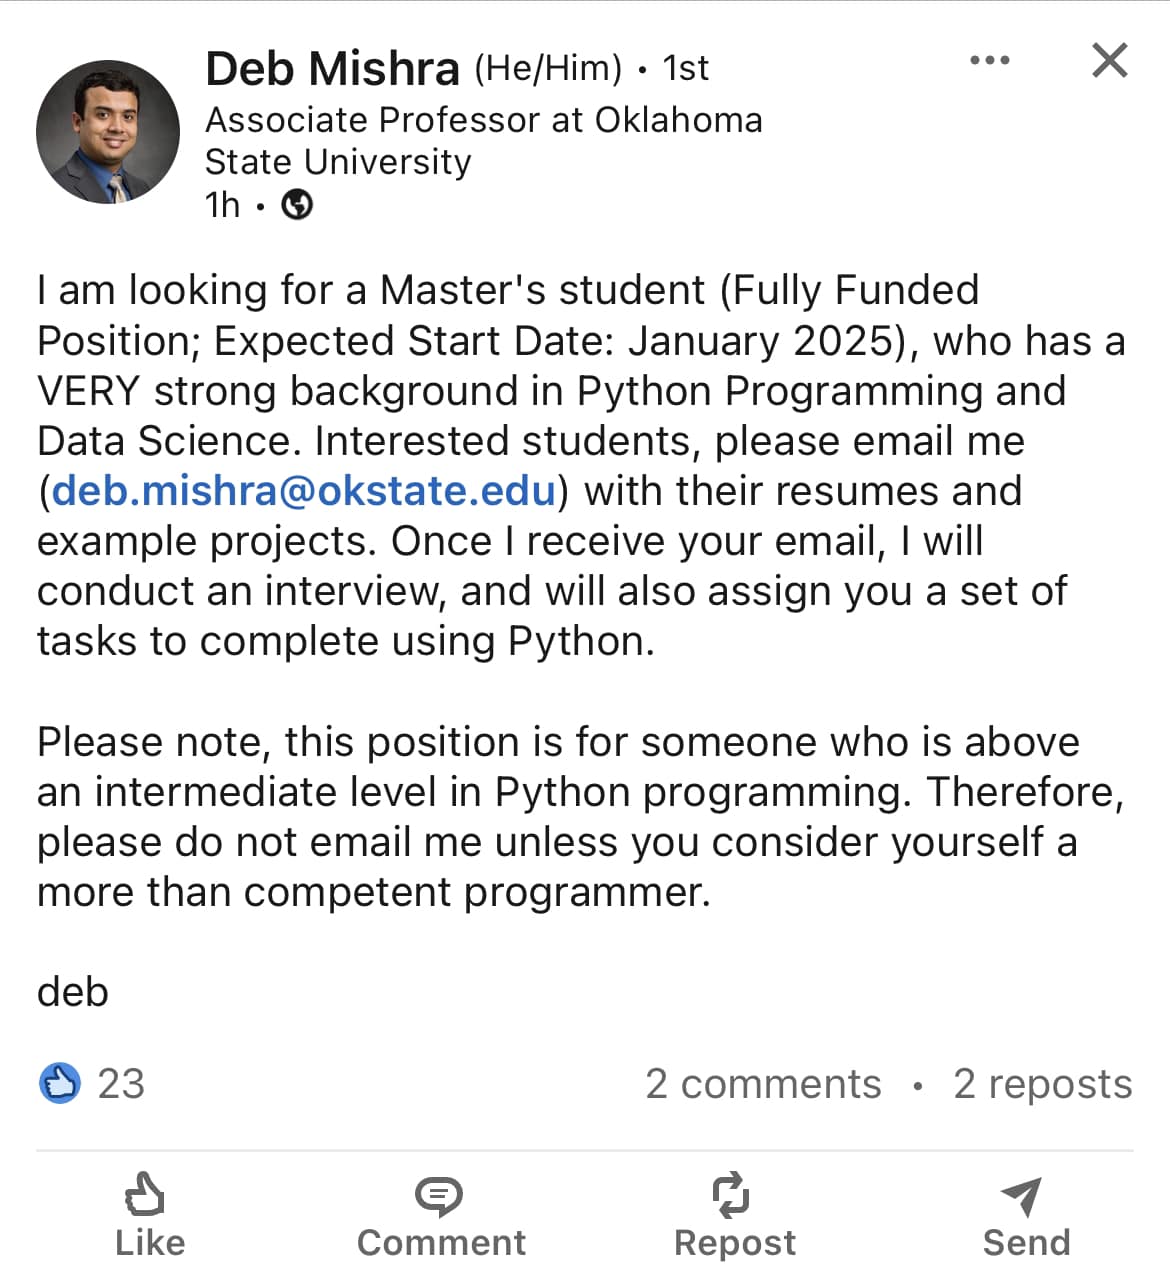 Deb Mishra (He/Him) • 1st
Associate Professor at Oklahoma
State University
1h •
I am looking for a Master's student (Fully Funded
Position; Expected Start Date: January 2025), who has a
VERY strong background in Python Programming and
Data Science. Interested students, please email me
(deb.mishra@okstate.edu) with their resumes and
example projects. Once I receive your email, I will
conduct an interview, and will also assign you a set of
tasks to complete using Python.
Please note, this position is for someone who is above
an intermediate level in Python programming. Therefore,
please do not email me unless you consider yourself a
more than competent programmer.
deb
23 2 comments • 2 reposts
Like Comment Repost Send